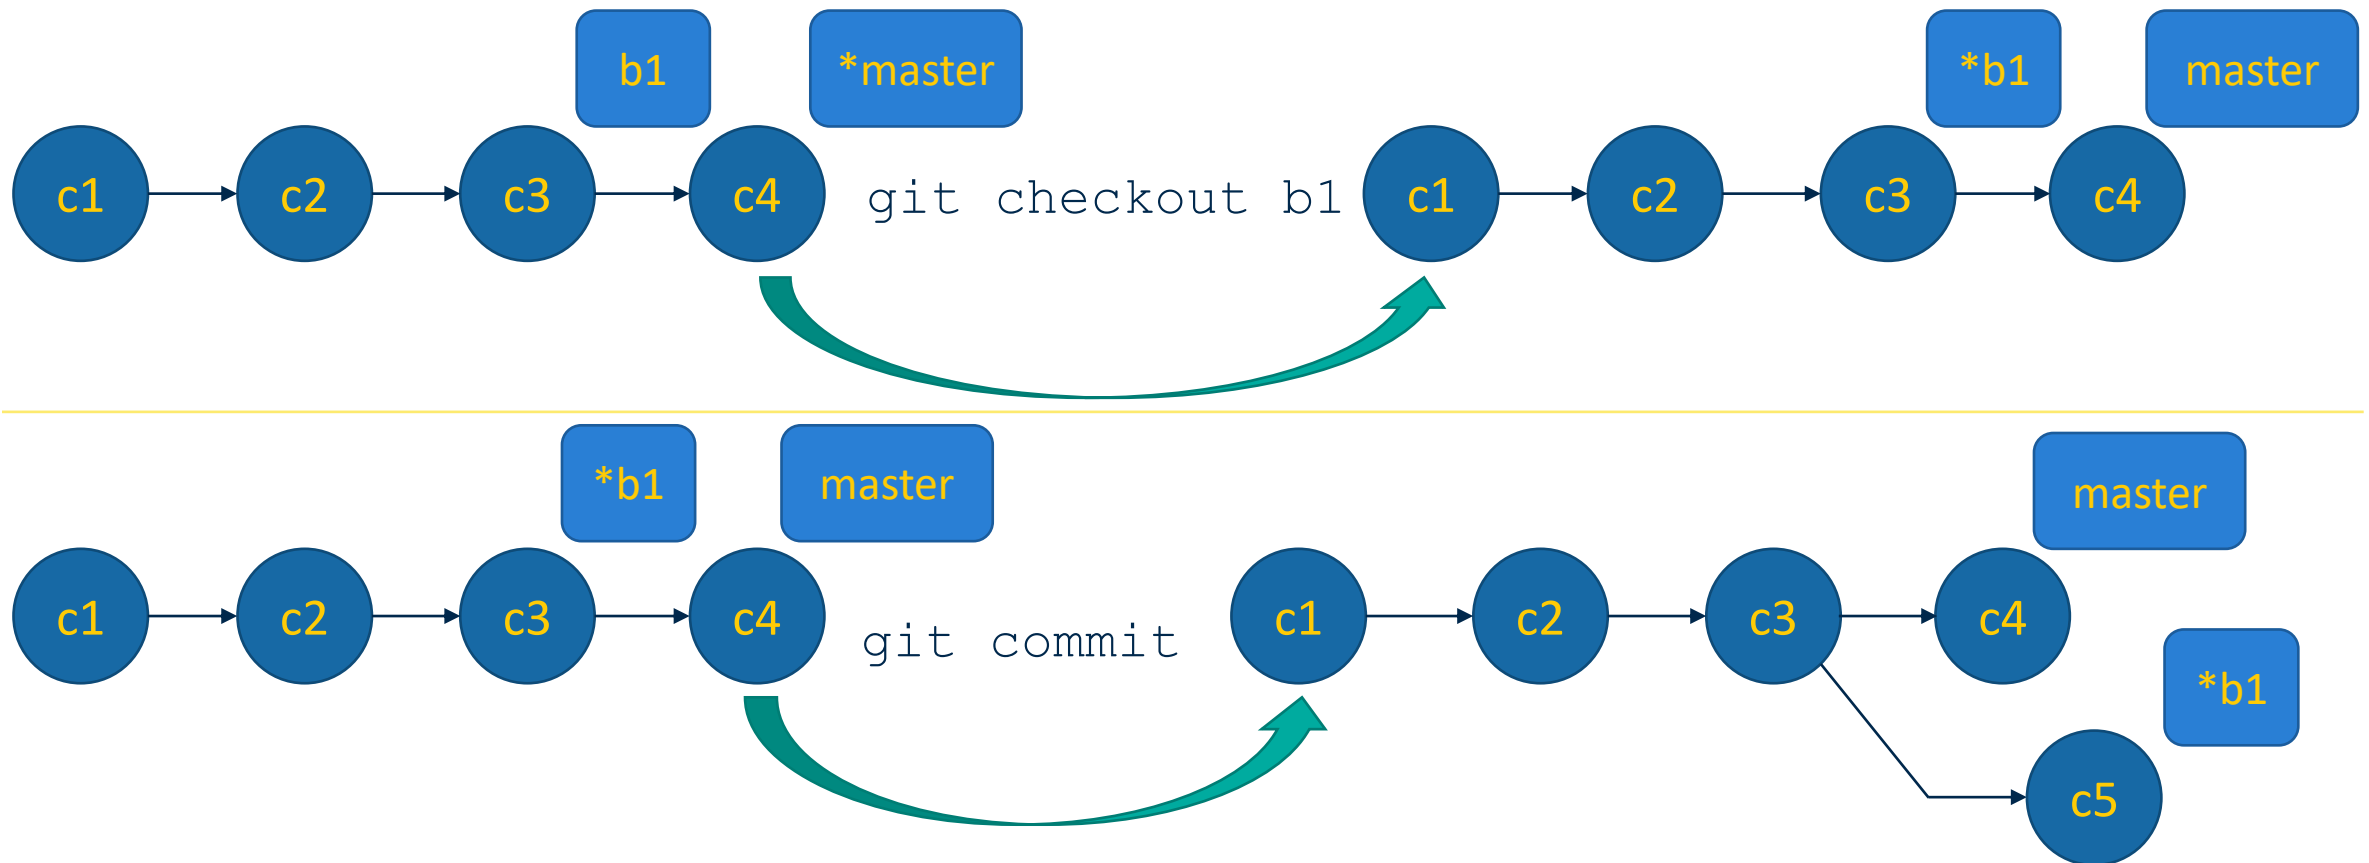 b1
*master
*b1
master
c1
c2
c3
c4
git checkout b1
c1
c2
c3
c4
*b1
master
master
c1
c2
c3
c4
git commit
c1
c2
c3
c4
*b1
c5